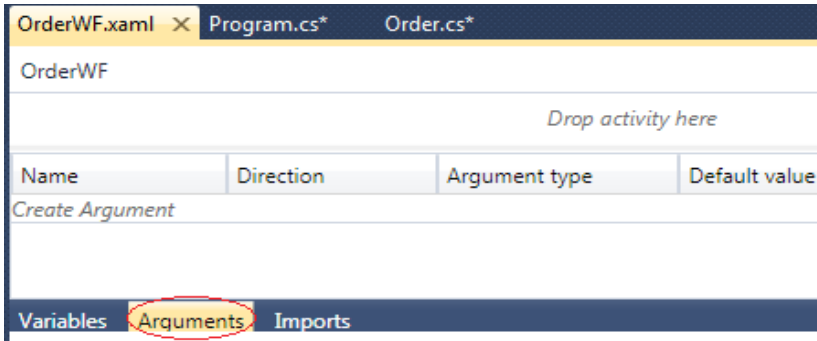 OrderWF.xaml × Program.cs* Order.cs*
OrderWF
Drop activity here
Name Direction Argument type Default value
Create Argument
Variables Arguments Imports